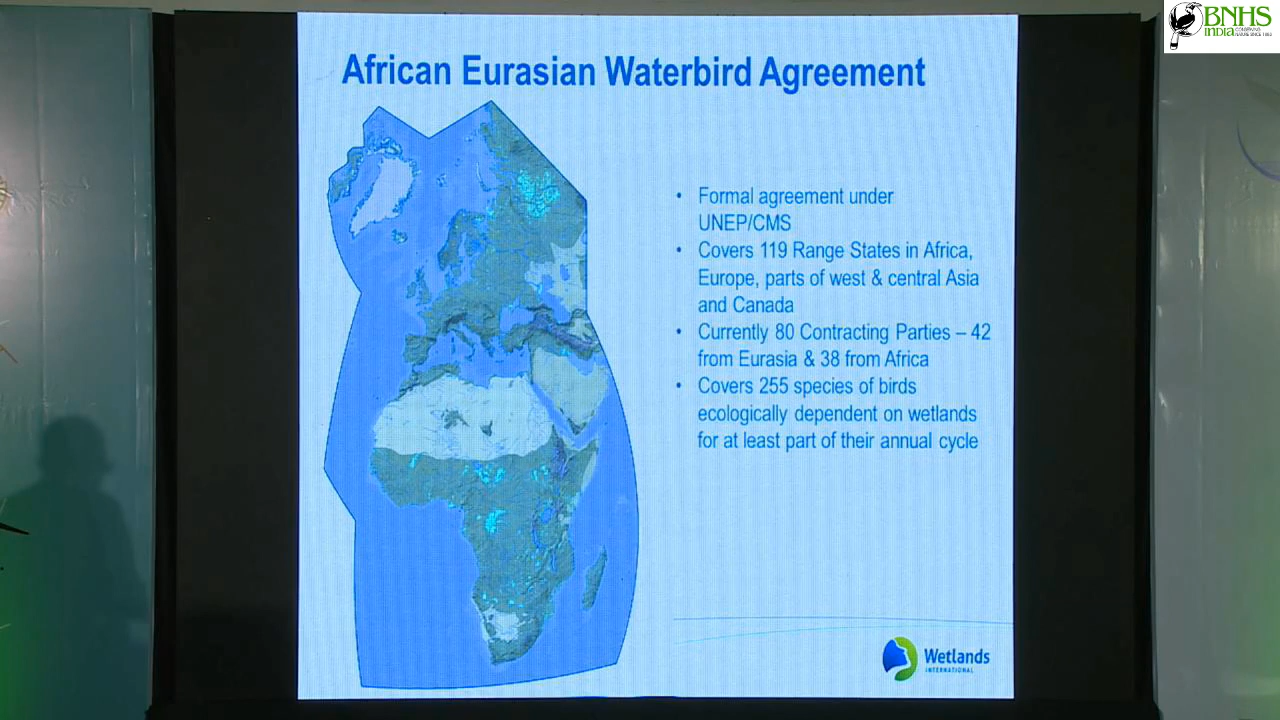 BNHS
INDIA
African Eurasian Waterbird Agreement
• Formal agreement under
UNEP/CMS
• Covers 119 Range States in Africa,
Europe, parts of west & central Asia
and Canada
• Currently 80 Contracting Parties – 42
from Eurasia & 38 from Africa
• Covers 255 species of birds
ecologically dependent on wetlands
for at least part of their annual cycle
Wetlands
INTERNATIONAL